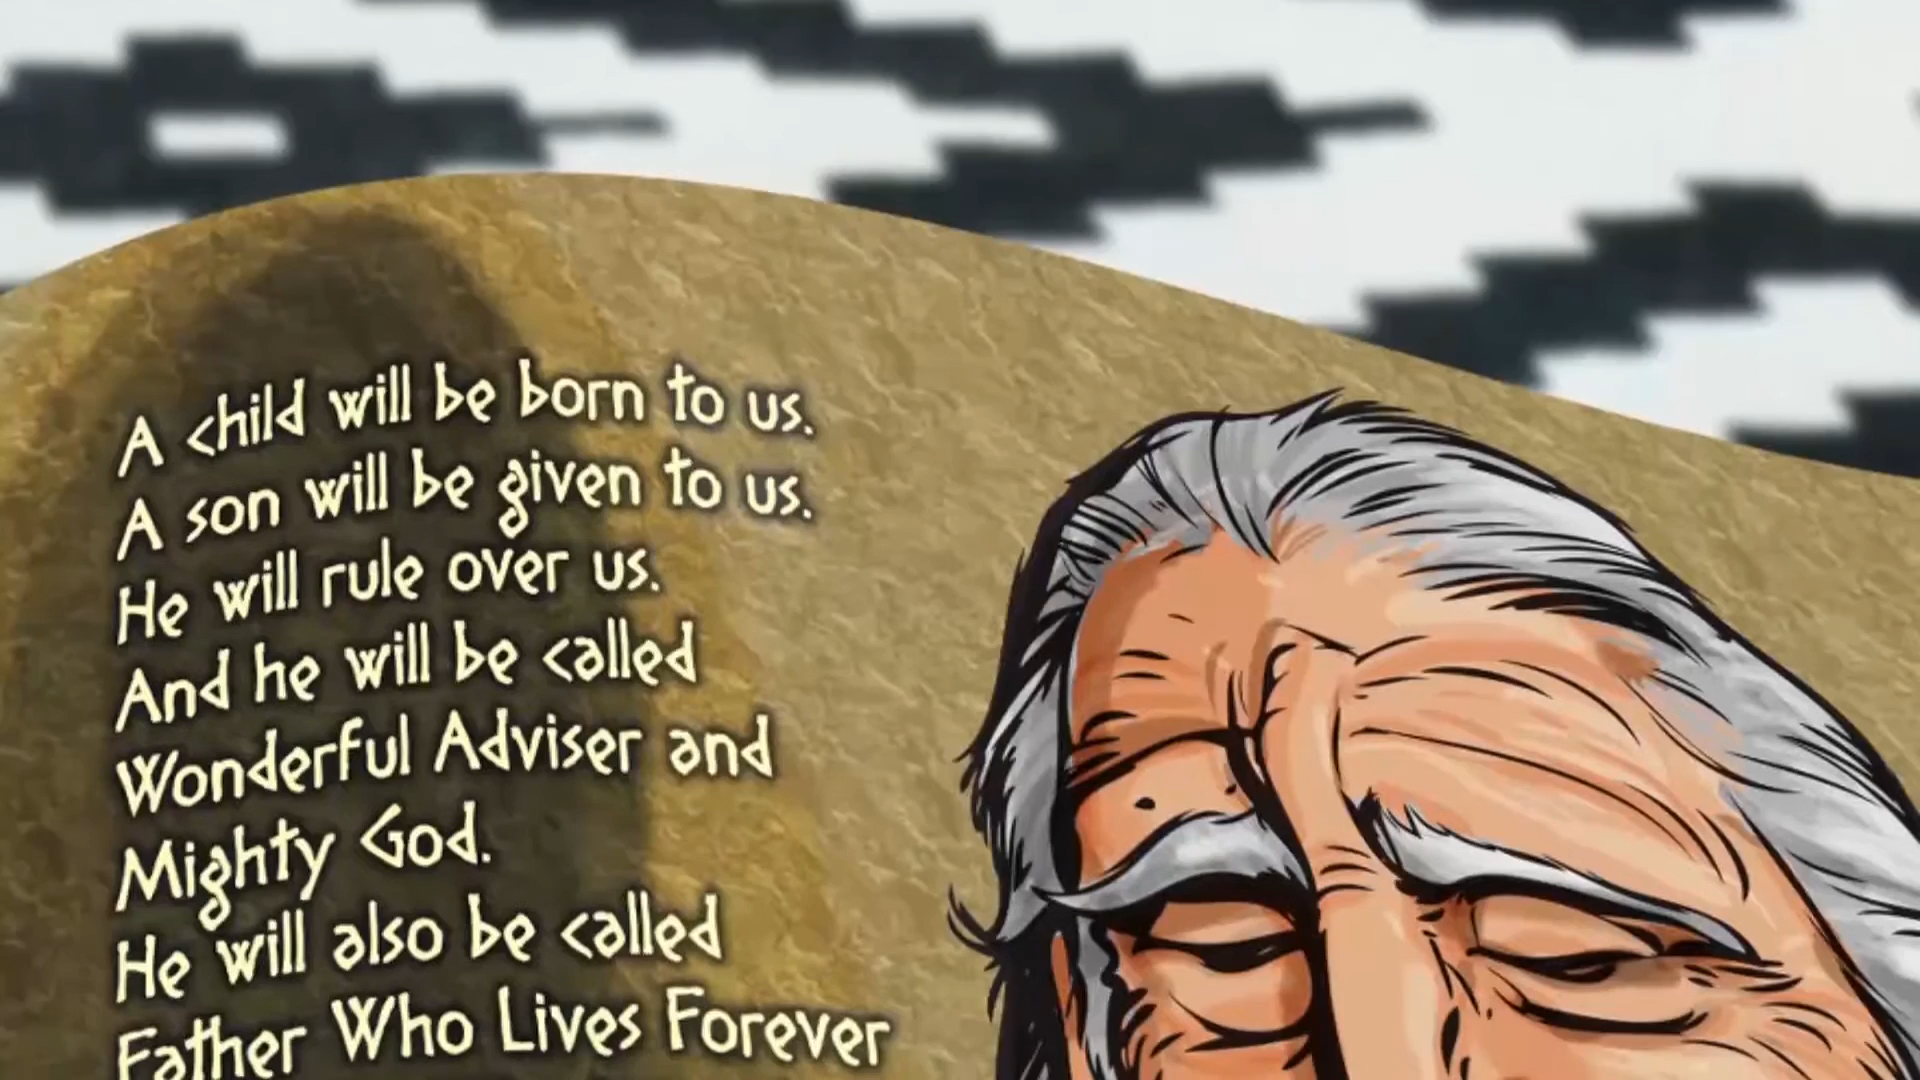 A child will be born to us.
A son will be given to us.
He will rule over us.
And he will be called
Wonderful Adviser and
Mighty God.
He will also be called
Father Who Lives Forever